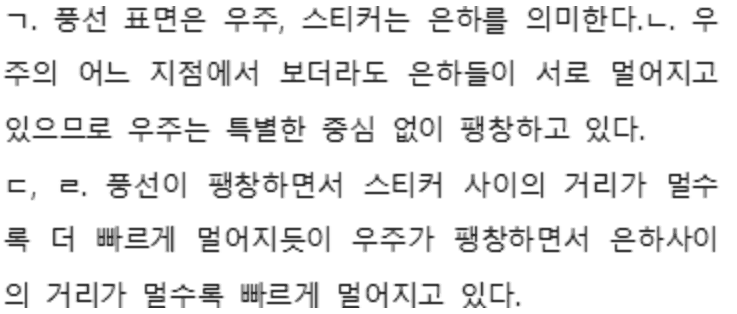 ㄱ. 풍선 표면은 우주, 스티커는 은하를 의미한다.ㄴ. 우
주의 어느 지점에서 보더라도 은하들이 서로 멀어지고
있으므로 우주는 특별한 중심 없이 팽창하고 있다.
ㄷ, ㄹ. 풍선이 팽창하면서 스티커 사이의 거리가 멀수
록 더 빠르게 멀어지듯이 우주가 팽창하면서 은하사이
의 거리가 멀수록 빠르게 멀어지고 있다.